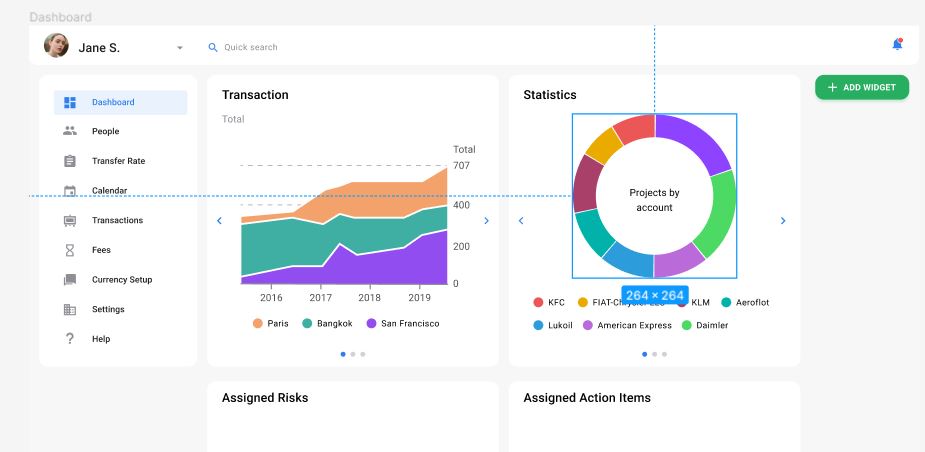 Dashboard
Jane S.
Quick search
Dashboard
People
Transfer Rate
Calendar
Transactions
Fees
Currency Setup
Settings
Help
Transaction
Total
Total
707
400
200
0
2016 2017 2018 2019
Paris Bangkok San Francisco
Statistics
Projects by
account
264 × 264
KFC FIAT- KLM Aeroflot
Lukoil American Express Daimler
ADD WIDGET
Assigned Risks
Assigned Action Items